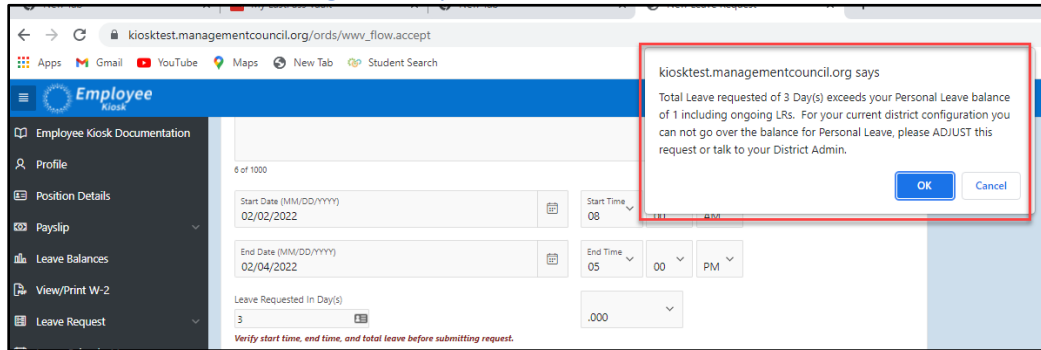 kiosktest.managementcouncil.org/ords/wwv_flow.accept
Apps
Gmail
YouTube
Maps
New Tab
Student Search
Employee
Kiosk
kiosktest.managementcouncil.org says
Total Leave requested of 3 Day(s) exceeds your Personal Leave balance
of 1 including ongoing LRs. For your current district configuration you
can not go over the balance for Personal Leave, please ADJUST this
request or talk to your District Admin.
OK
Cancel
Employee Kiosk Documentation
Profile
Position Details
Payslip
Leave Balances
View/Print W-2
Leave Request
6 of 1000
Start Date (MM/DD/YYYY)
02/02/2022
Start Time
08
00
AM
End Date (MM/DD/YYYY)
02/04/2022
End Time
05
00
PM
Leave Requested In Day(s)
3
.000
Verify start time, end time, and total leave before submitting request.